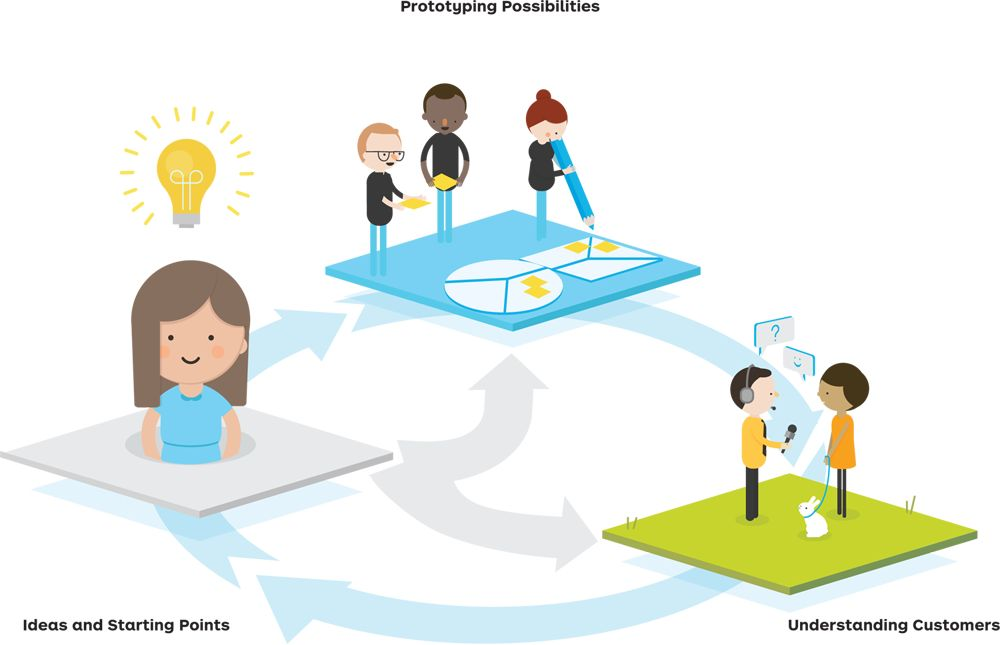 Prototyping Possibilities
?
Ideas and Starting Points
Understanding Customers